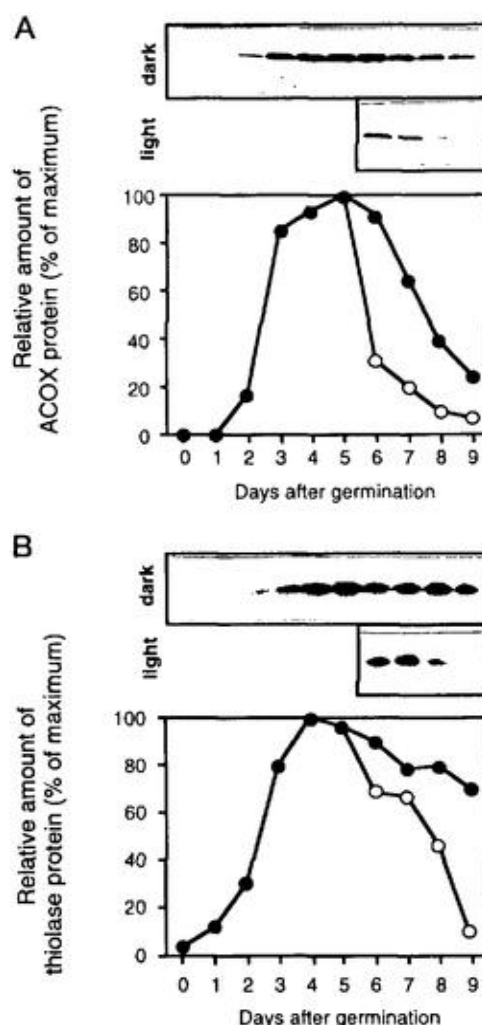 A
dark
light
Relative amount of
ACOX protein (% of maximum)
100
80
60
40
20
0
0 1 2 3 4 5 6 7 8 9
Days after germination
B
dark
light
Relative amount of
thiolase protein (% of maximum)
100
80
60
40
20
0
0 1 2 3 4 5 6 7 8 9
Days after germination